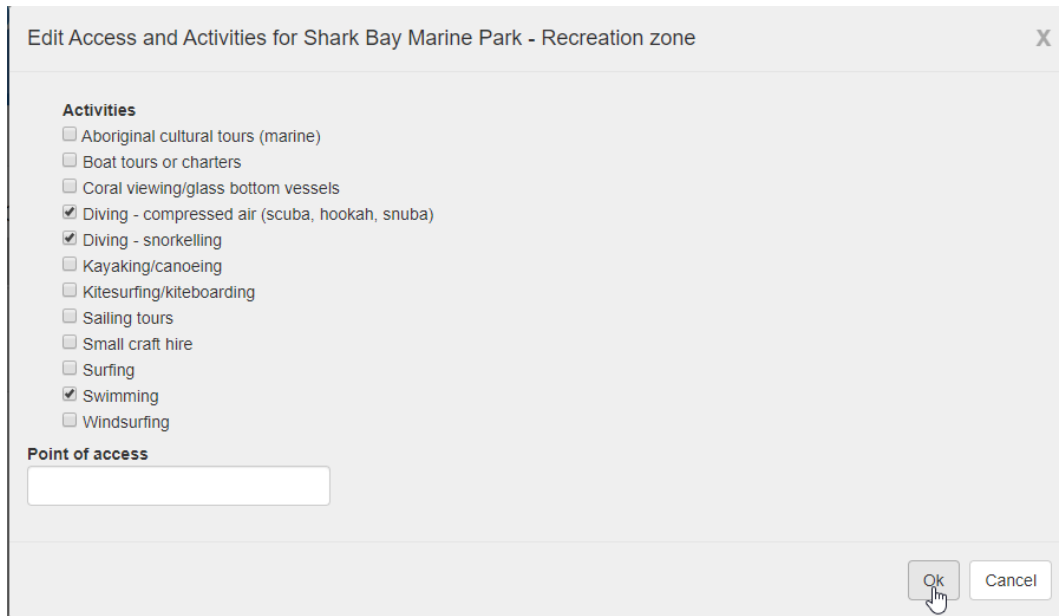 Edit Access and Activities for Shark Bay Marine Park - Recreation zone
X
Activities
Aboriginal cultural tours (marine)
Boat tours or charters
Coral viewing/glass bottom vessels
Diving - compressed air (scuba, hookah, snuba)
Diving - snorkelling
Kayaking/canoeing
Kitesurfing/kiteboarding
Sailing tours
Small craft hire
Surfing
Swimming
Windsurfing
Point of access
Ok
Cancel